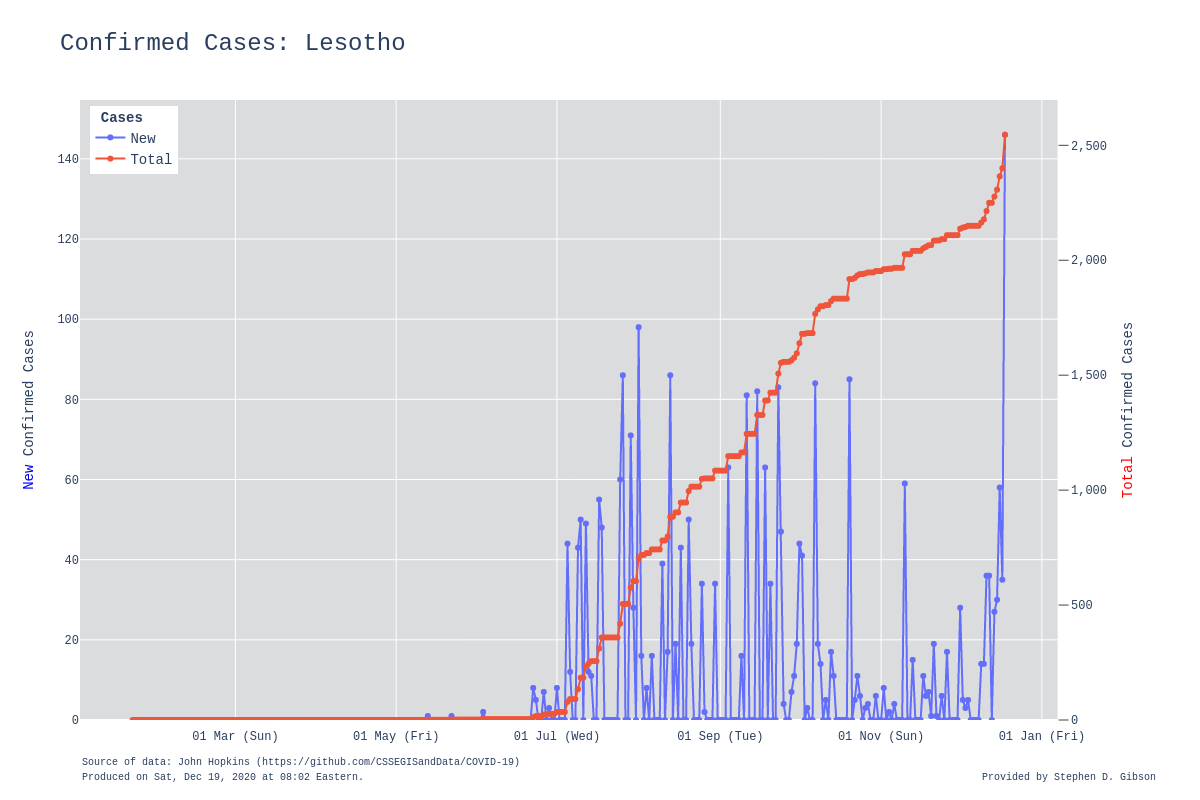 Confirmed Cases: Lesotho
Cases
New
Total
140
120
100
80
60
40
20
0
2,500
2,000
1,500
1,000
500
0
New Confirmed Cases
Total Confirmed Cases
01 Mar (Sun)
01 May (Fri)
01 Jul (Wed)
01 Sep (Tue)
01 Nov (Sun)
01 Jan (Fri)
Source of data: John Hopkins (https://github.com/CSSEGISandData/COVID-19)
Produced on Sat, Dec 19, 2020 at 08:02 Eastern.
Provided by Stephen D. Gibson